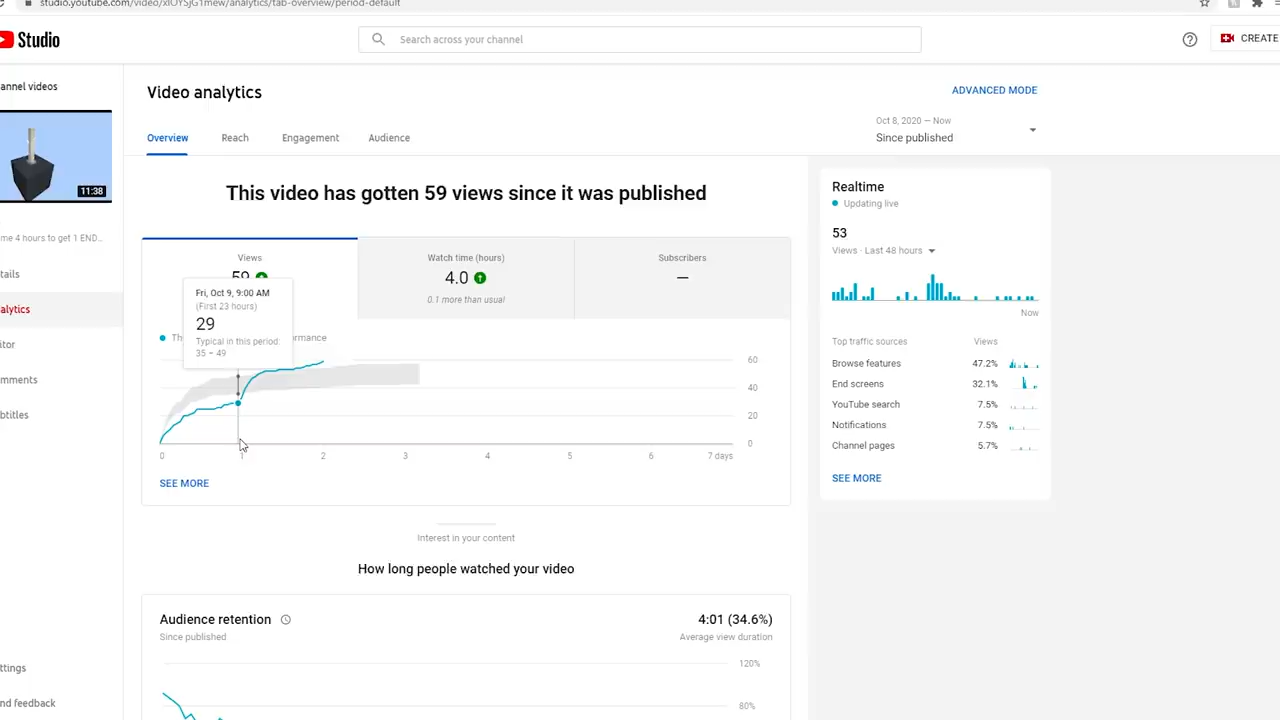 studio.youtube.com/video/xIOYSjG1mew/analytics/tab-overview/period-default
Studio
Search across your channel
CREATE
annel videos
11:38
me 4 hours to get 1 END...
tails
alytics
itor
mments
btitles
ttings
nd feedback
Video analytics
ADVANCED MODE
Overview
Reach
Engagement
Audience
Oct 8, 2020 — Now
Since published
This video has gotten 59 views since it was published
Views
59
Watch time (hours)
4.0
0.1 more than usual
Subscribers
—
Fri, Oct 9, 9:00 AM
(First 23 hours)
29
Typical in this period:
35 – 49
Th
rmance
60
40
20
0
0 1 2 3 4 5 6 7 days
SEE MORE
Interest in your content
How long people watched your video
Audience retention
Since published
4:01 (34.6%)
Average view duration
120%
80%
Realtime
Updating live
53
Views · Last 48 hours
Now
Top traffic sources Views
Browse features 47.2%
End screens 32.1%
YouTube search 7.5%
Notifications 7.5%
Channel pages 5.7%
SEE MORE